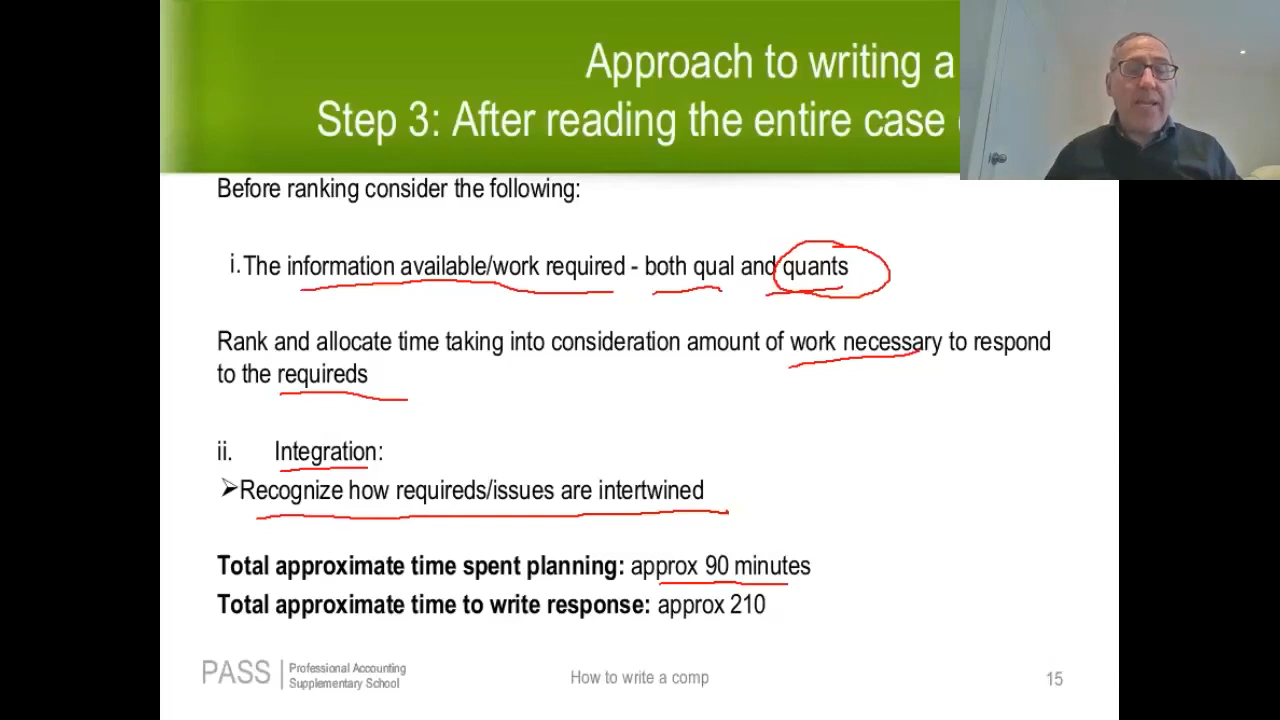 Approach to writing a
Step 3: After reading the entire case
Before ranking consider the following:
i. The information available/work required - both qual and quants
Rank and allocate time taking into consideration amount of work necessary to respond
to the requireds
ii. Integration:
➢Recognize how requireds/issues are intertwined
Total approximate time spent planning: approx 90 minutes
Total approximate time to write response: approx 210
PASS
Professional Accounting
Supplementary School
How to write a comp
15